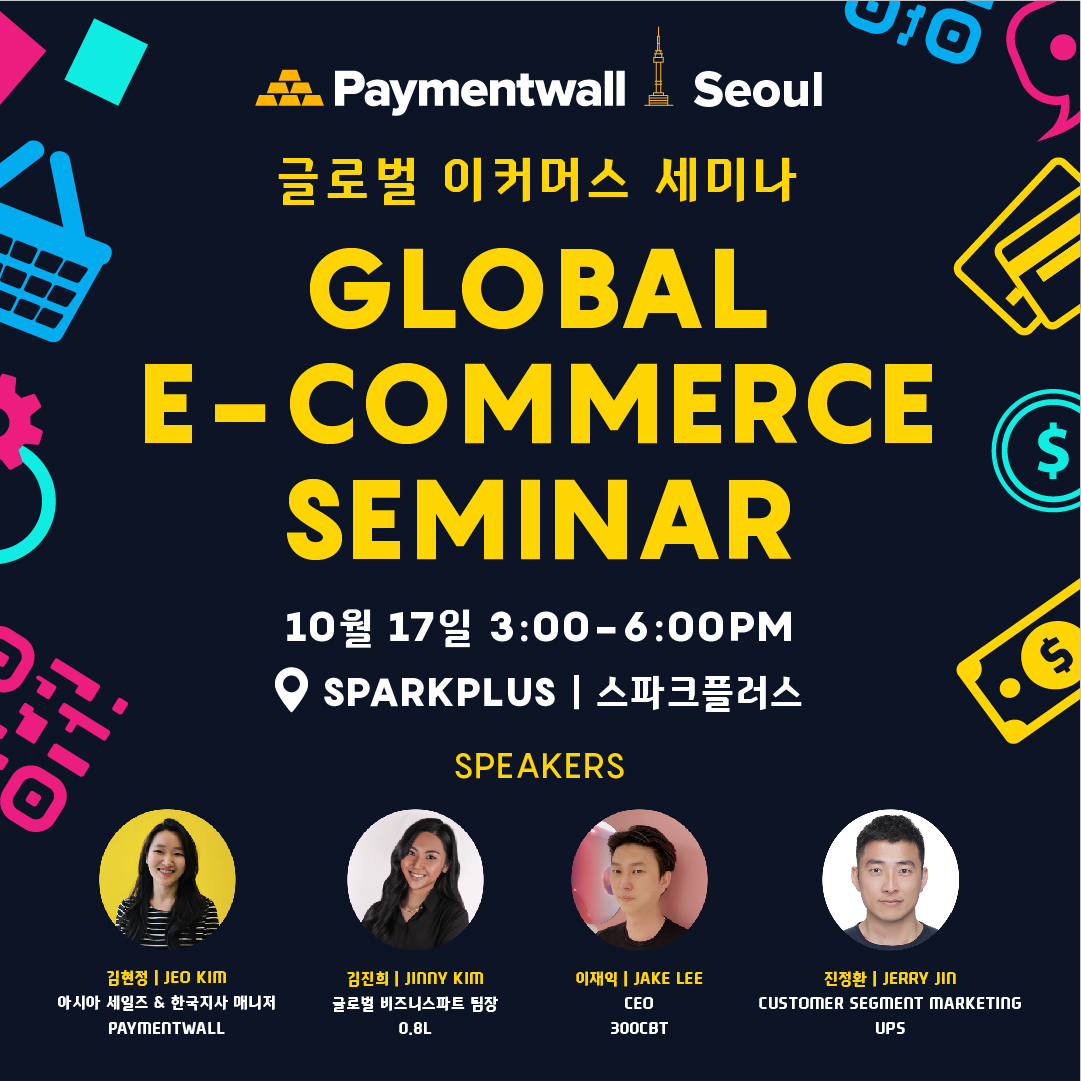 Paymentwall Seoul
글로벌 이커머스 세미나
GLOBAL
E-COMMERCE
SEMINAR
10월 17일 3:00-6:00PM
SPARKPLUS | 스파크플러스
SPEAKERS
김현정 | JEO KIM
아시아 세일즈 & 한국지사 매니저
PAYMENTWALL
김진희 | JINNY KIM
글로벌 비즈니스파트 팀장
0.8L
이재익 | JAKE LEE
CEO
300CBT
진정환 | JERRY JIN
CUSTOMER SEGMENT MARKETING
UPS
$
$